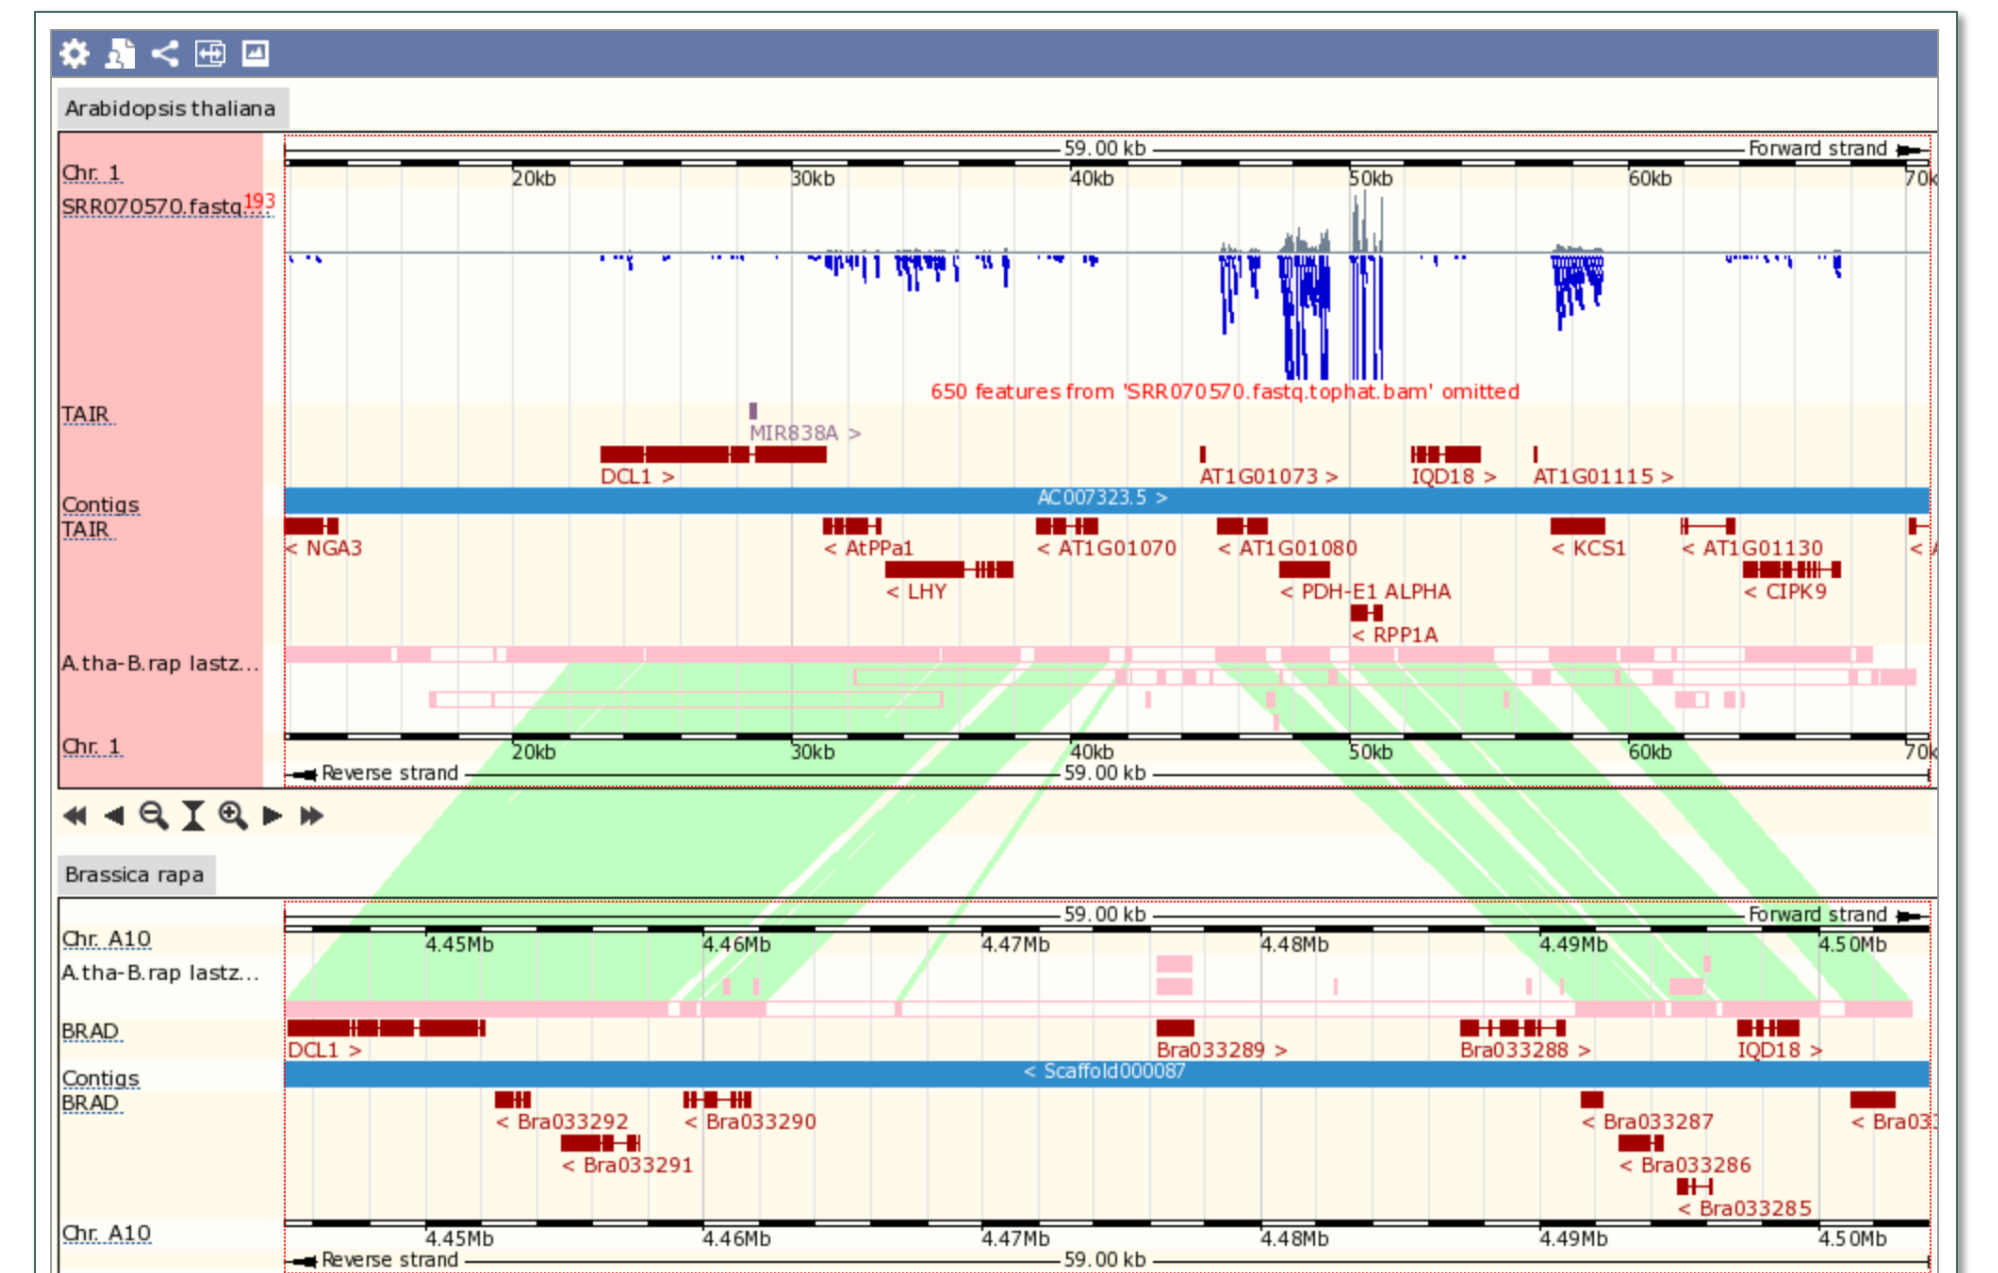 Arabidopsis thaliana
59.00 kb Forward strand
Chr. 1 20kb 30kb 40kb 50kb 60kb 70k
SRR070570.fastq.... 193
650 features from 'SRR070570.fastq.tophat.bam' omitted
TAIR
MIR838A >
DCL1 > AT1G01073 > IQD18 > AT1G01115 >
Contigs AC007323.5 >
TAIR
< NGA3 < AtPPa1 < AT1G01070 < AT1G01080 < KCS1 < AT1G01130 <
< LHY < PDH-E1 ALPHA < CIPK9
< RPP1A
A.tha-B.rap lastz...
Chr. 1 20kb 30kb 40kb 50kb 60kb 70k
Reverse strand 59.00 kb
Brassica rapa
59.00 kb Forward strand
Chr. A10 4.45Mb 4.46Mb 4.47Mb 4.48Mb 4.49Mb 4.50Mb
A.tha-B.rap lastz...
BRAD
DCL1 > Bra033289 > Bra033288 > IQD18 >
Contigs < Scaffold000087
BRAD
< Bra033292 < Bra033290 < Bra033287 < Bra03
< Bra033291 < Bra033286
< Bra033285
Chr. A10 4.45Mb 4.46Mb 4.47Mb 4.48Mb 4.49Mb 4.50Mb
Reverse strand 59.00 kb